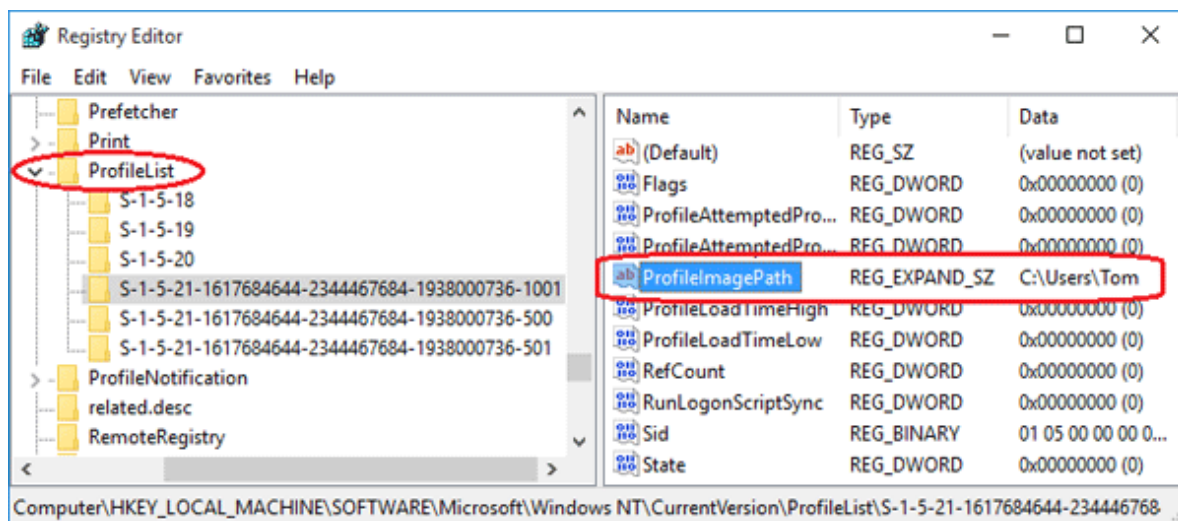 Registry Editor
File Edit View Favorites Help
Prefetcher
Print
ProfileList
S-1-5-18
S-1-5-19
S-1-5-20
S-1-5-21-1617684644-2344467684-1938000736-1001
S-1-5-21-1617684644-2344467684-1938000736-500
S-1-5-21-1617684644-2344467684-1938000736-501
ProfileNotification
related.desc
RemoteRegistry
Name Type Data
(Default) REG_SZ (value not set)
Flags REG_DWORD 0x00000000 (0)
ProfileAttemptedPro... REG_DWORD 0x00000000 (0)
ProfileAttemptedPro... REG_DWORD 0x00000000 (0)
ProfileImagePath REG_EXPAND_SZ C:\Users\Tom
ProfileLoadTimeHigh REG_DWORD 0x00000000 (0)
ProfileLoadTimeLow REG_DWORD 0x00000000 (0)
RefCount REG_DWORD 0x00000000 (0)
RunLogonScriptSync REG_DWORD 0x00000000 (0)
Sid REG_BINARY 01 05 00 00 00 0...
State REG_DWORD 0x00000000 (0)
Computer\HKEY_LOCAL_MACHINE\SOFTWARE\Microsoft\Windows NT\CurrentVersion\ProfileList\S-1-5-21-1617684644-234446768